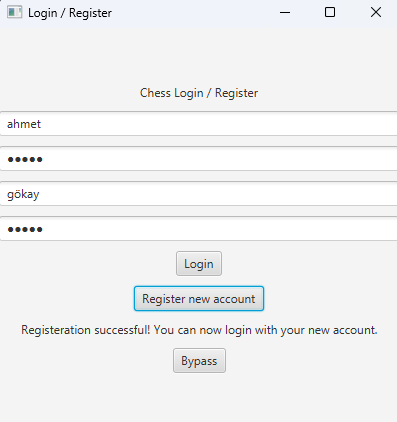 Login / Register
Chess Login / Register
ahmet
●●●●●
gökay
●●●●●
Login
Register new account
Registeration successful! You can now login with your new account.
Bypass